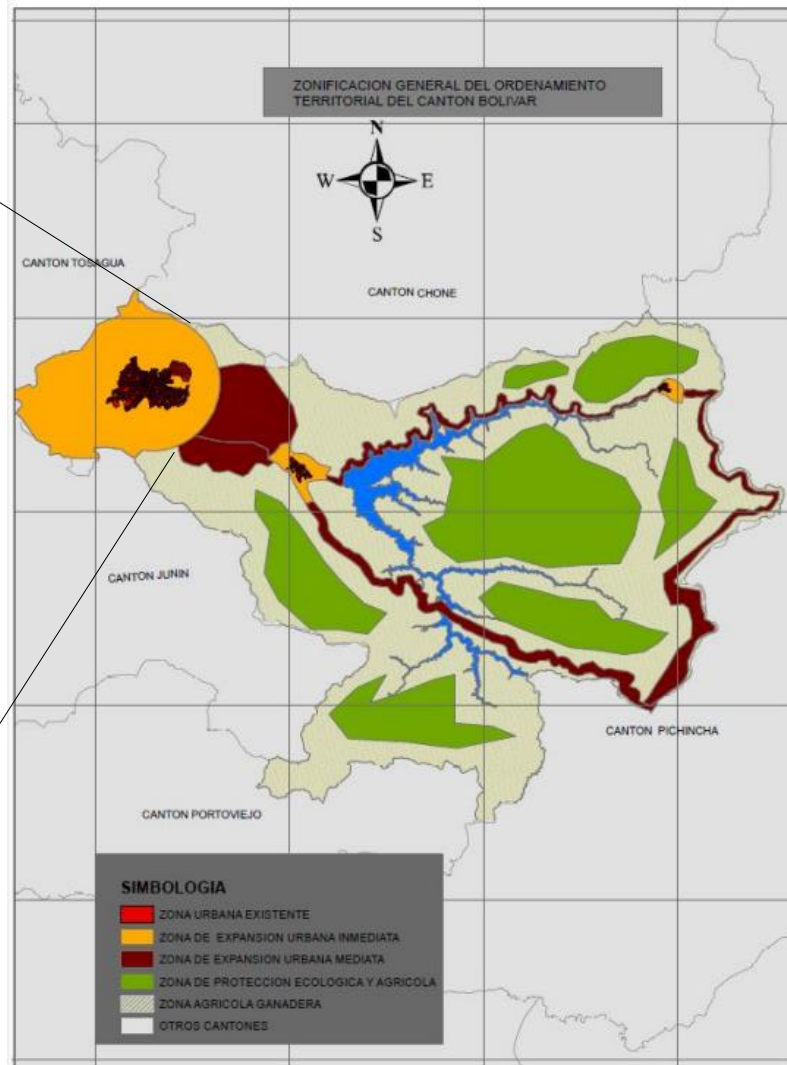 ZONIFICACION GENERAL DEL ORDENAMIENTO
TERRITORIAL DEL CANTON BOLIVAR
N
W
E
S
CANTON TOSAGUA
CANTON CHONE
CANTON JUNIN
CANTON PICHINCHA
CANTON PORTOVIEJO
SIMBOLOGIA
ZONA URBANA EXISTENTE
ZONA DE EXPANSION URBANA INMEDIATA
ZONA DE EXPANSION URBANA MEDIATA
ZONA DE PROTECCION ECOLOGICA Y AGRICOLA
ZONA AGRICOLA GANADERA
OTROS CANTONES